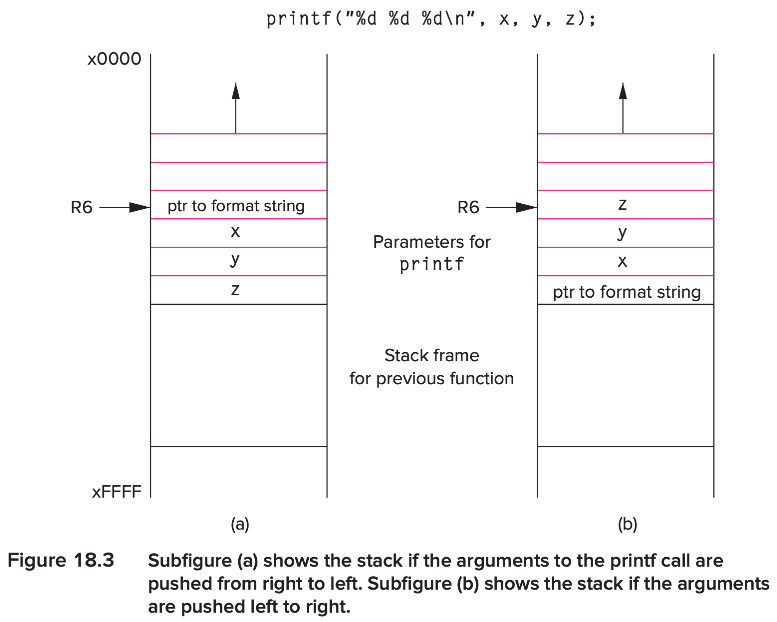 printf("%d %d %d\n", x, y, z);
x0000
R6
ptr to format string
x
y
z
Parameters for
printf
R6
z
y
x
ptr to format string
Stack frame
for previous function
xFFFF
(a)
(b)
Figure 18.3 Subfigure (a) shows the stack if the arguments to the printf call are
pushed from right to left. Subfigure (b) shows the stack if the arguments
are pushed left to right.